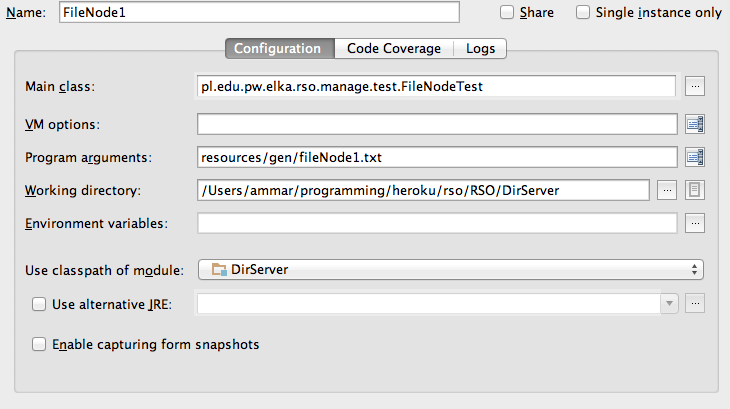 Name: FileNode1 Share Single instance only
Configuration Code Coverage Logs
Main class: pl.edu.pw.elka.rso.manage.test.FileNodeTest ...
VM options:
Program arguments: resources/gen/fileNode1.txt
Working directory: /Users/ammar/programming/heroku/rso/RSO/DirServer ...
Environment variables: ...
Use classpath of module: DirServer
Use alternative JRE: ...
Enable capturing form snapshots